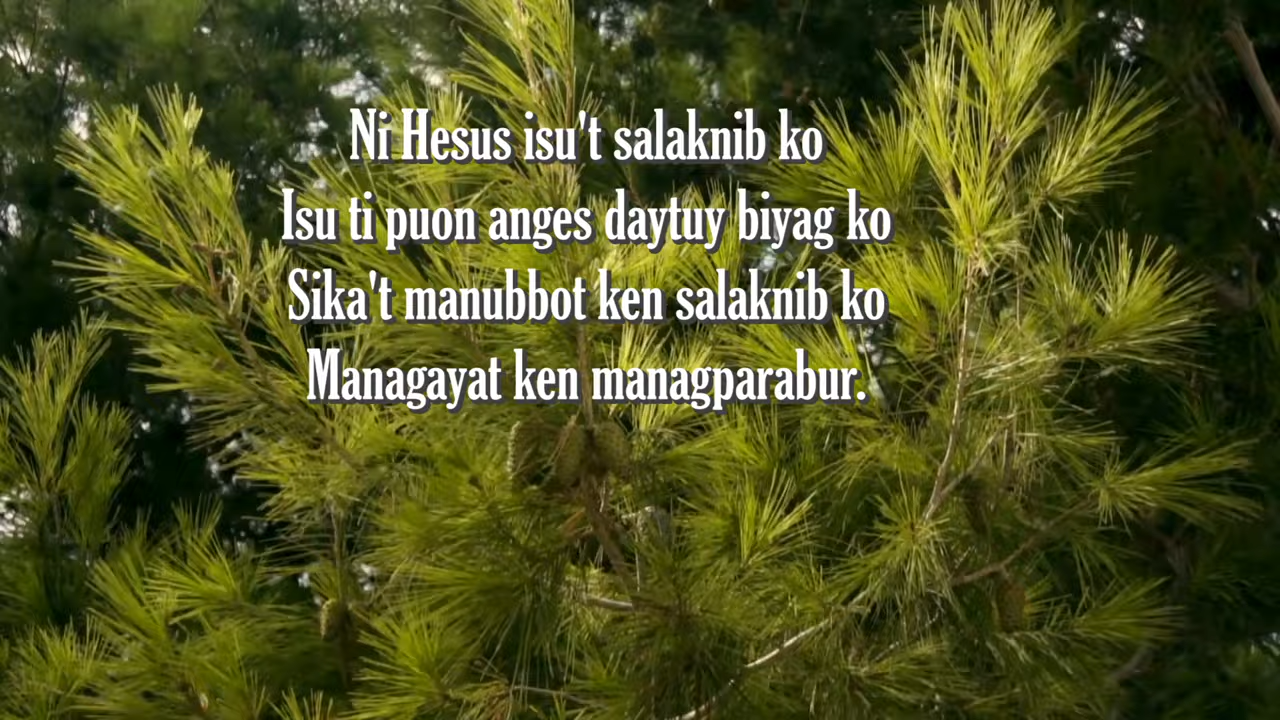 Ni Hesus isu't salaknib ko
Isu ti puon anges daytuy biyag ko
Sika't manubbot ken salaknib ko
Managayat ken managparabur.